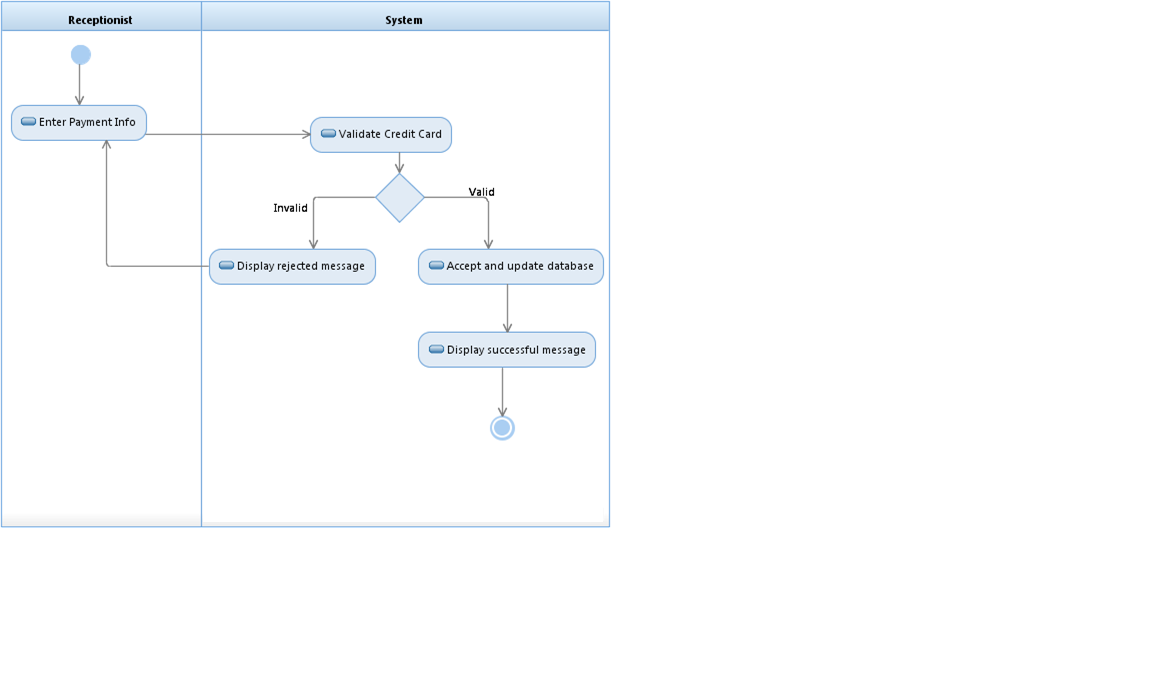 Receptionist
System
Enter Payment Info
Validate Credit Card
Valid
Invalid
Display rejected message
Accept and update database
Display successful message